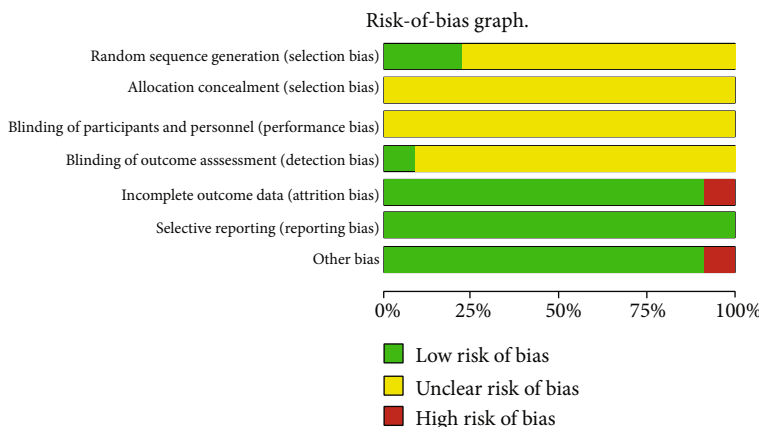 Risk-of-bias graph.
Random sequence generation (selection bias)
Allocation concealment (selection bias)
Blinding of participants and personnel (performance bias)
Blinding of outcome asssessment (detection bias)
Incomplete outcome data (attrition bias)
Selective reporting (reporting bias)
Other bias
0% 25% 50% 75% 100%
Low risk of bias
Unclear risk of bias
High risk of bias